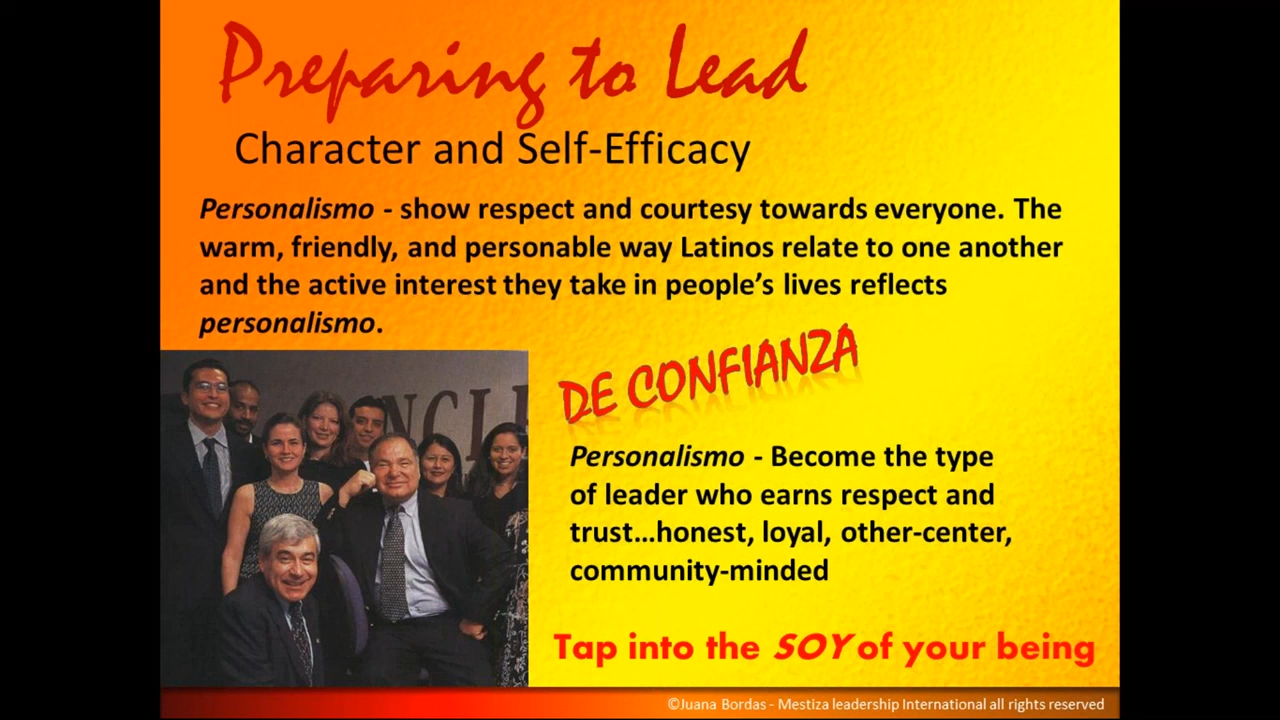 Preparing to Lead
Character and Self-Efficacy
Personalismo - show respect and courtesy towards everyone. The
warm, friendly, and personable way Latinos relate to one another
and the active interest they take in people’s lives reflects
personalismo.
DE CONFIANZA
NCL
Personalismo - Become the type
of leader who earns respect and
trust…honest, loyal, other-center,
community-minded
Tap into the SOY of your being
©Juana Bordas - Mestiza leadership International all rights reserved